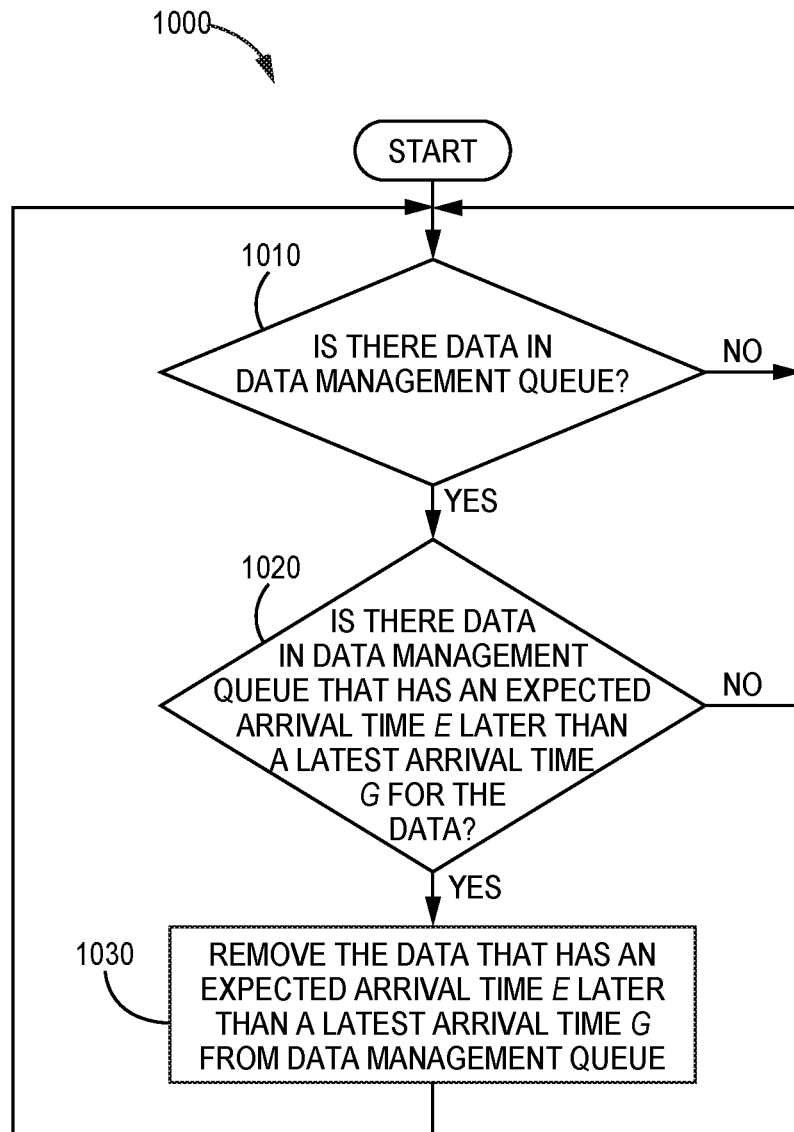 1000
START
1010
IS THERE DATA IN
DATA MANAGEMENT QUEUE?
NO
YES
1020
IS THERE DATA
IN DATA MANAGEMENT
QUEUE THAT HAS AN EXPECTED
ARRIVAL TIME E LATER THAN
A LATEST ARRIVAL TIME
G FOR THE
DATA?
NO
YES
1030
REMOVE THE DATA THAT HAS AN
EXPECTED ARRIVAL TIME E LATER
THAN A LATEST ARRIVAL TIME G
FROM DATA MANAGEMENT QUEUE